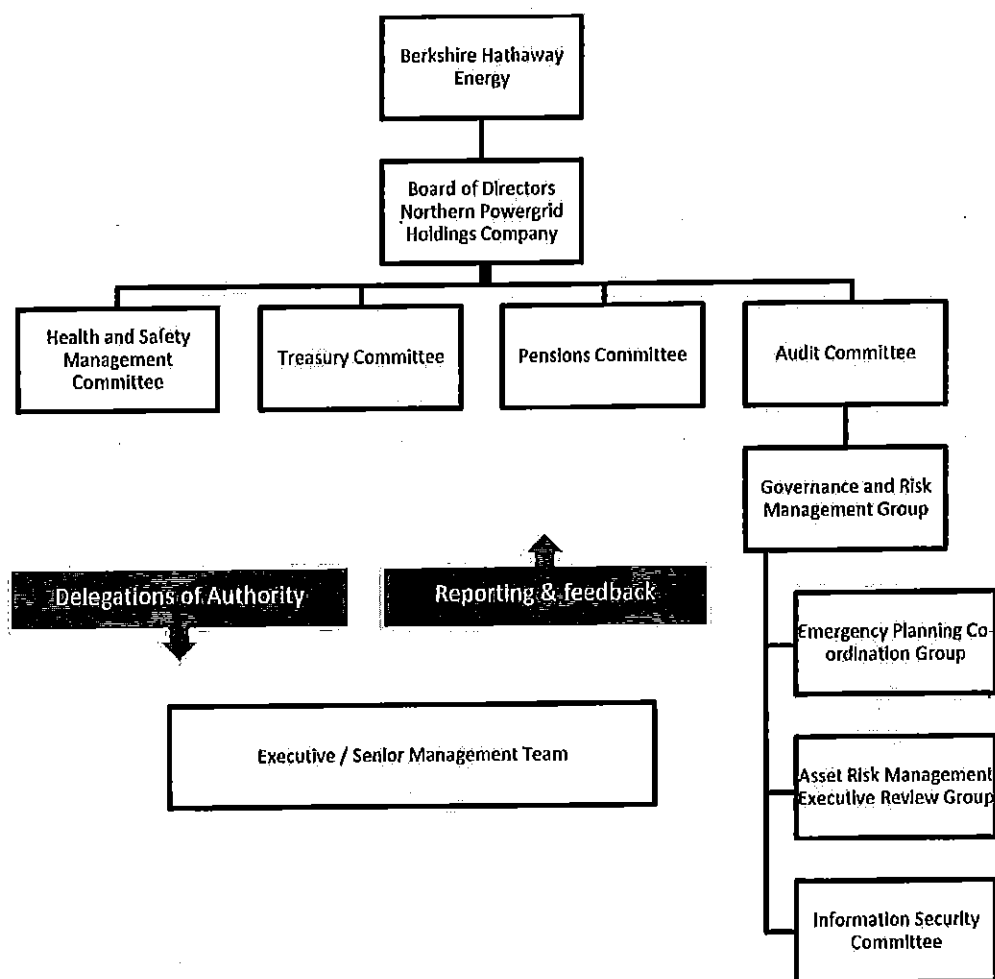 Berkshire Hathaway
Energy
Board of Directors
Northern Powergrid
Holdings Company
Health and Safety
Management
Committee
Treasury Committee
Pensions Committee
Audit Committee
Governance and Risk
Management Group
Delegations of Authority
Reporting & feedback
Emergency Planning Co-
ordination Group
Executive / Senior Management Team
Asset Risk Management
Executive Review Group
Information Security
Committee